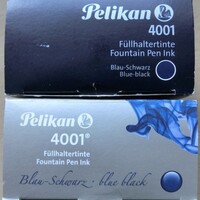 Pelikan
4001
Füllhaltertinte
Fountain Pen Ink
Blau-Schwarz
Blue-black
Pelikan
4001®
Füllhaltertinte
Fountain Pen Ink
Blau-Schwarz · blue black